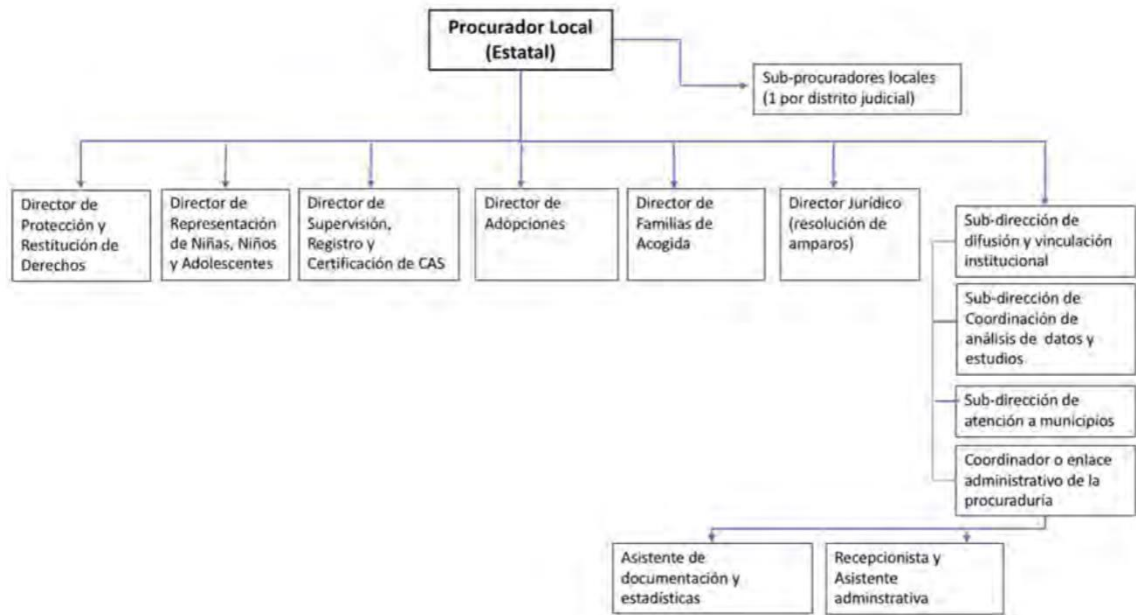 Procurador Local
(Estatal)
Sub-procuradores locales
(1 por distrito judicial)
Director de
Protección y
Restitución de
Derechos
Director de
Representación
de Niñas, Niños
y Adolescentes
Director de
Supervisión,
Registro y
Certificación de CAS
Director de
Adopciones
Director de
Familias de
Acogida
Director Jurídico
(resolución de
amparos)
Sub-dirección de
difusión y vinculación
institucional
Sub-dirección de
Coordinación de
análisis de datos y
estudios
Sub-dirección de
atención a municipios
Coordinador o enlace
administrativo de la
procuraduría
Asistente de
documentación y
estadísticas
Recepcionista y
Asistente
adminstrativa